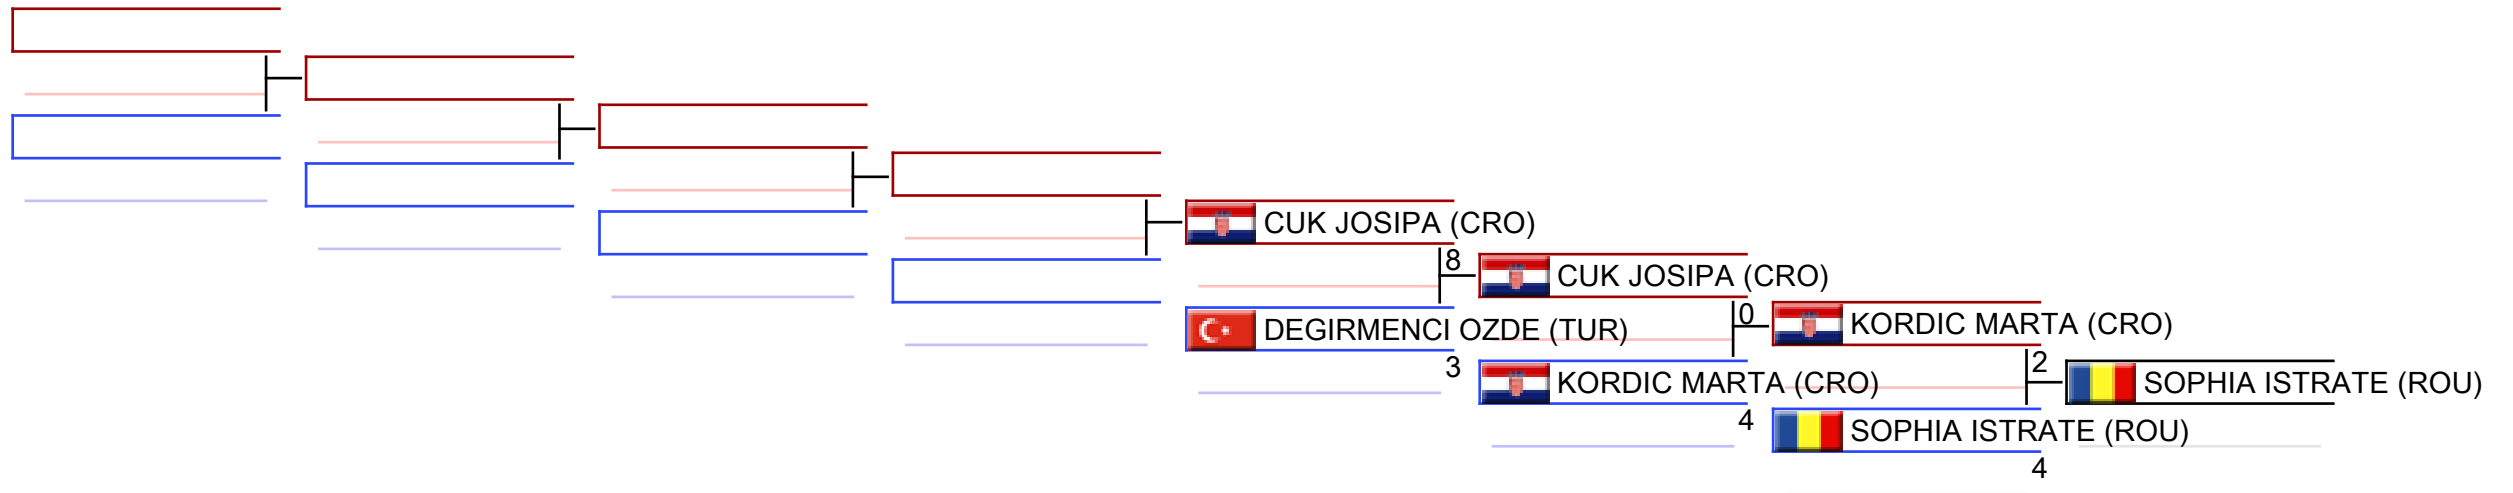 CUK JOSIPA (CRO)
8
CUK JOSIPA (CRO)
0
DEGIRMENCI OZDE (TUR)
KORDIC MARTA (CRO)
3
2
KORDIC MARTA (CRO)
SOPHIA ISTRATE (ROU)
4
SOPHIA ISTRATE (ROU)
4